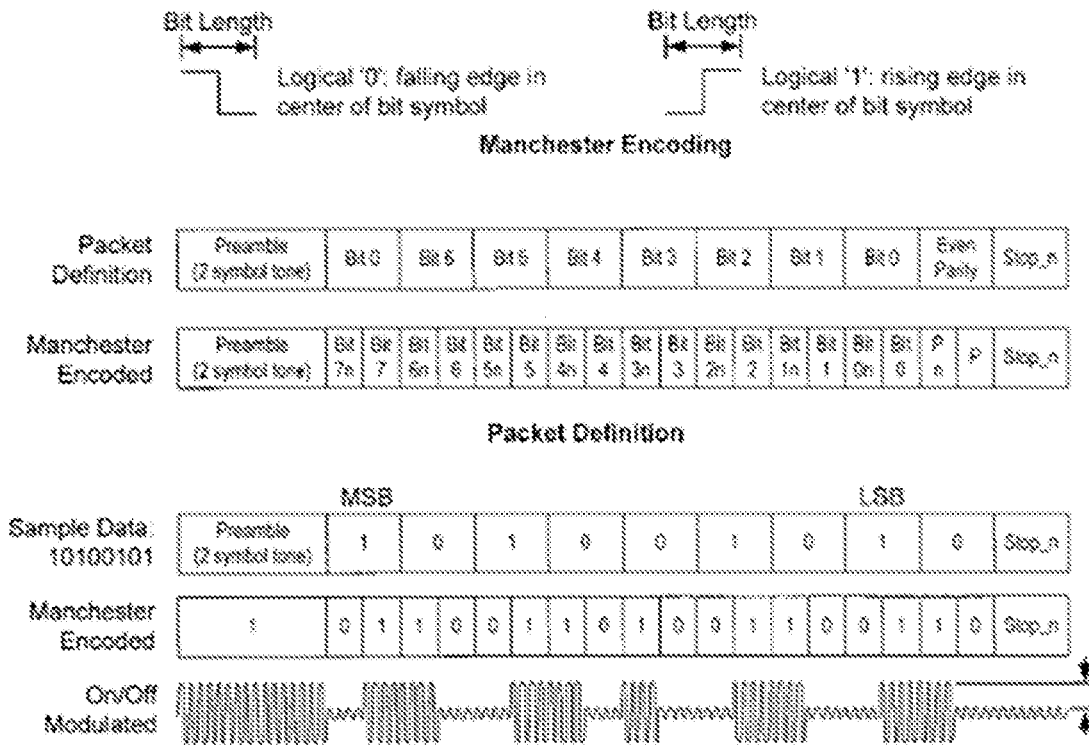 Bit Length
Bit Length
Logical '0': falling edge in
center of bit symbol
Logical '1': rising edge in
center of bit symbol
Manchester Encoding
Packet
Definition
Preamble
(2 symbol tone)
Bit 0
Bit 6
Bit 5
Bit 4
Bit 3
Bit 2
Bit 1
Bit 0
Even
Parity
Stop_n
Manchester
Encoded
Preamble
(2 symbol tone)
Bit
7n
Bit
7
Bit
6n
Bit
6
Bit
5n
Bit
5
Bit
4n
Bit
4
Bit
3n
Bit
3
Bit
2n
Bit
2
Bit
1n
Bit
1
Bit
0n
Bit
0
P
n
P
Stop_n
Packet Definition
MSB
LSB
Sample Data:
10100101
Preamble
(2 symbol tone)
1 0 1 0 0 1 0 1 0
Stop_n
Manchester
Encoded
1
0 1 1 0 0 1 1 0 1 0 0 1 1 0 0 1 1 0
Stop_n
On/Off
Modulated